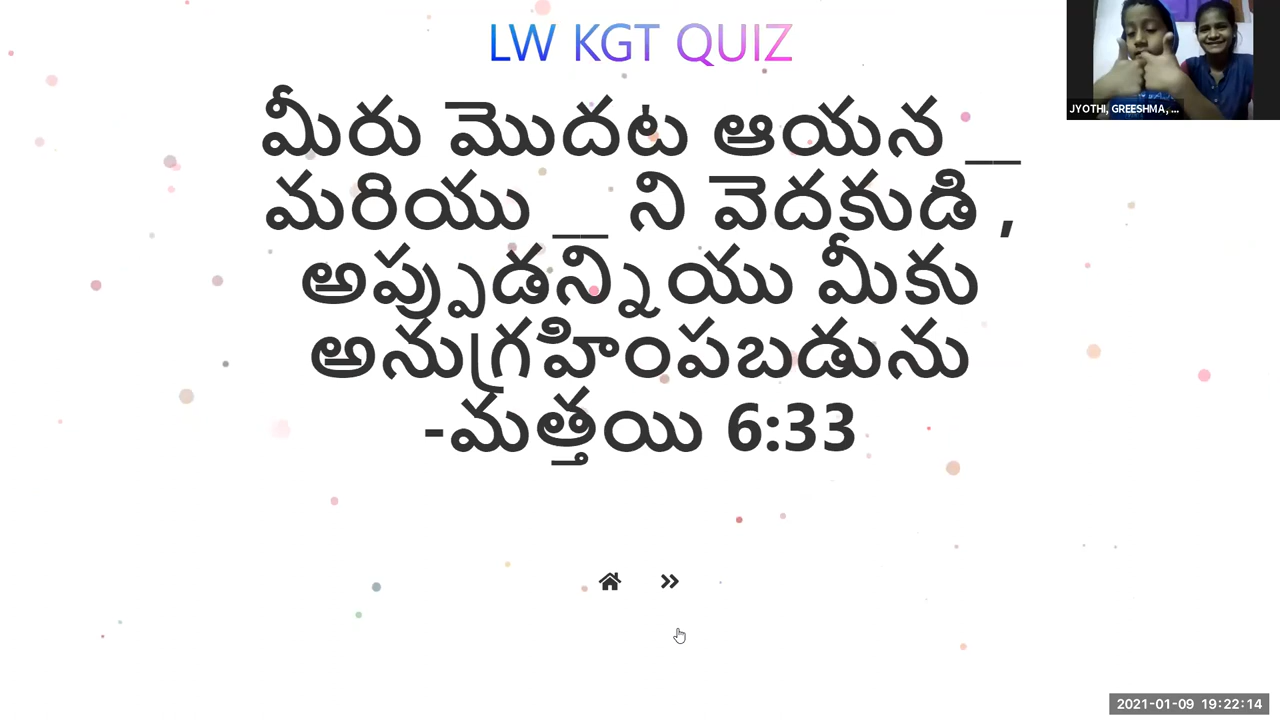 LW KGT QUIZ
మీరు మొదట ఆయన __
మరియు __ ని వెదకుడి ,
అప్పుడన్నియు మీకు
అనుగ్రహింపబడును
-మత్తయి 6:33
JYOTHI, GREESHMA, ...
2021-01-09 19:22:14